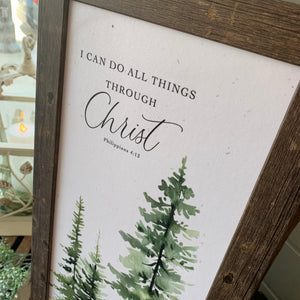 I CAN DO ALL THINGS
THROUGH
Christ
Philippians 4:13